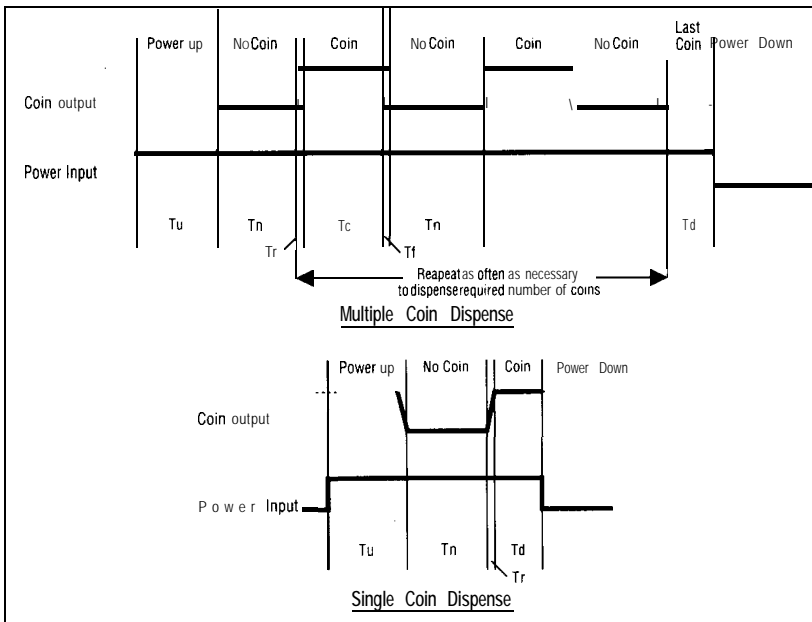 Power up No Coin Coin No Coin Coin No Coin Last Coin Power Down
Coin output
Power Input
Tu Tn Tc Tn Td
Tr Tf
Reapeat as often as necessary
to dispense required number of coins
Multiple Coin Dispense
Power up No Coin Coin Power Down
Coin output
Power Input
Tu Tn Td
Tr
Single Coin Dispense